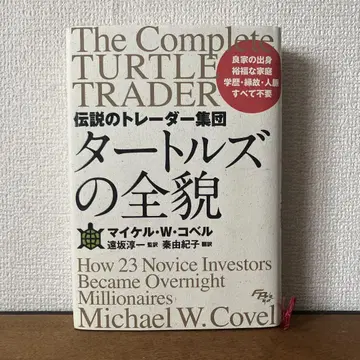 The Complete
TURTLE
TRADER
良家の出身
裕福な家庭
学歴・縁故・人脈
すべて不要
伝説のトレーダー集団
タートルズ
の全貌
マイケル・W・コベル
遠坂淳一 監訳 秦由紀子 翻訳
How 23 Novice Investors
Became Overnight
Millionaires
Michael W. Covel